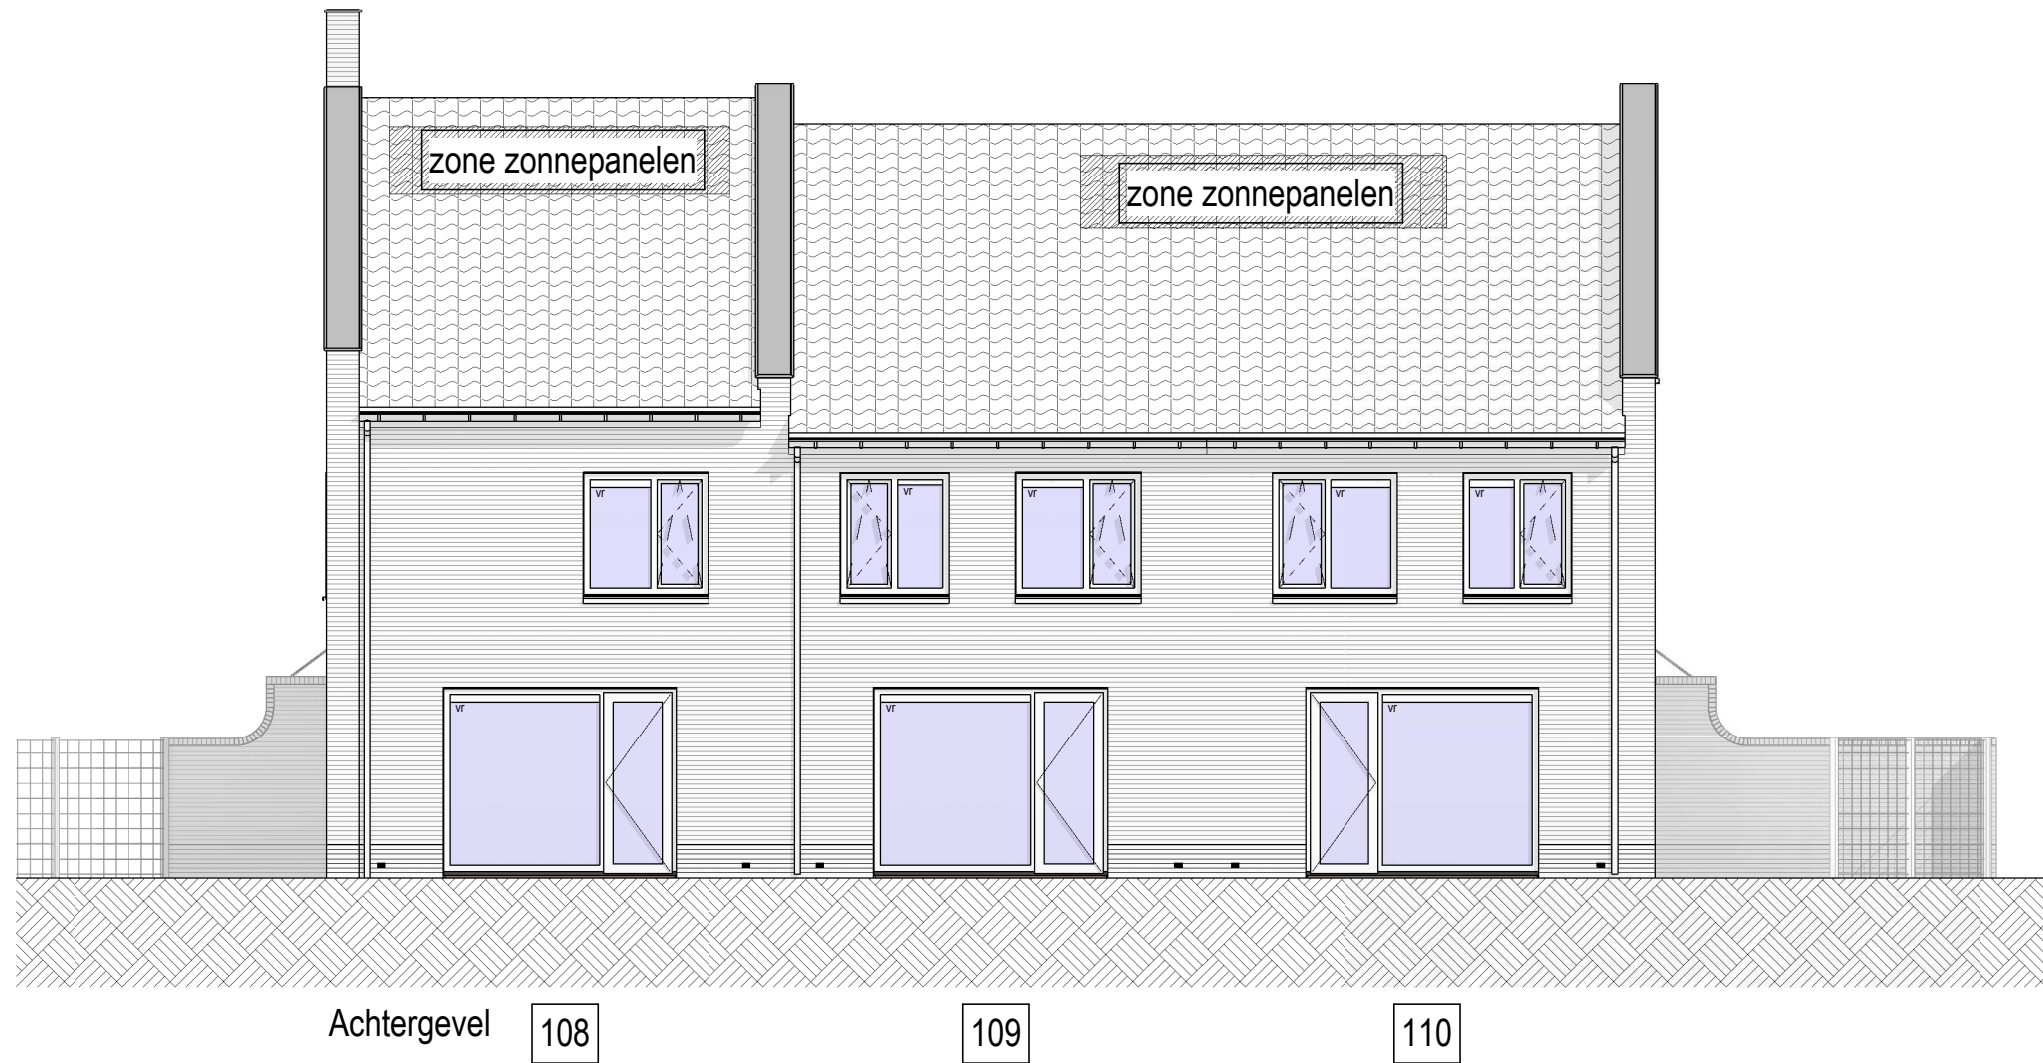 zone zonnepanelen
zone zonnepanelen
vr
vr
vr
vr
vr
vr
vr
vr
Achtergevel
108
109
110